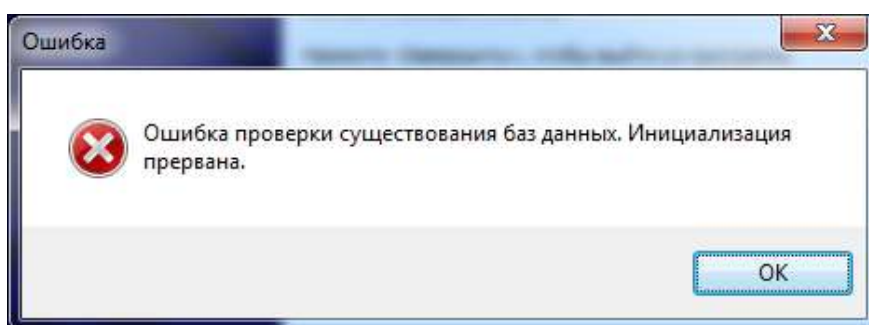 Ошибка
Ошибка проверки существования баз данных. Инициализация
прервана.
OK